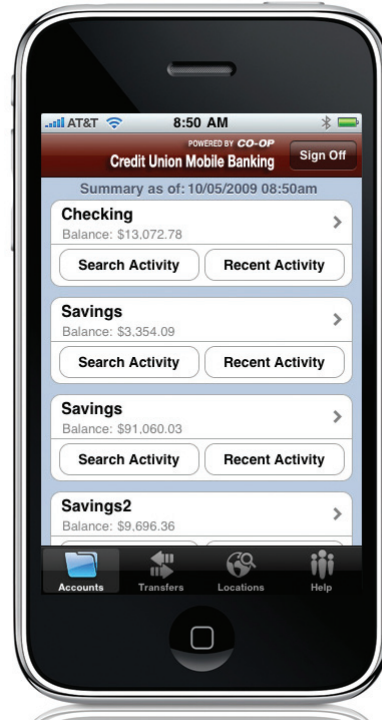 AT&T 8:50 AM
POWERED BY CO-OP
Credit Union Mobile Banking Sign Off
Summary as of: 10/05/2009 08:50am
Checking
Balance: $13,072.78
Search Activity Recent Activity
Savings
Balance: $3,354.09
Search Activity Recent Activity
Savings
Balance: $91,060.03
Search Activity Recent Activity
Savings2
Balance: $9,696.36
Accounts Transfers Locations Help